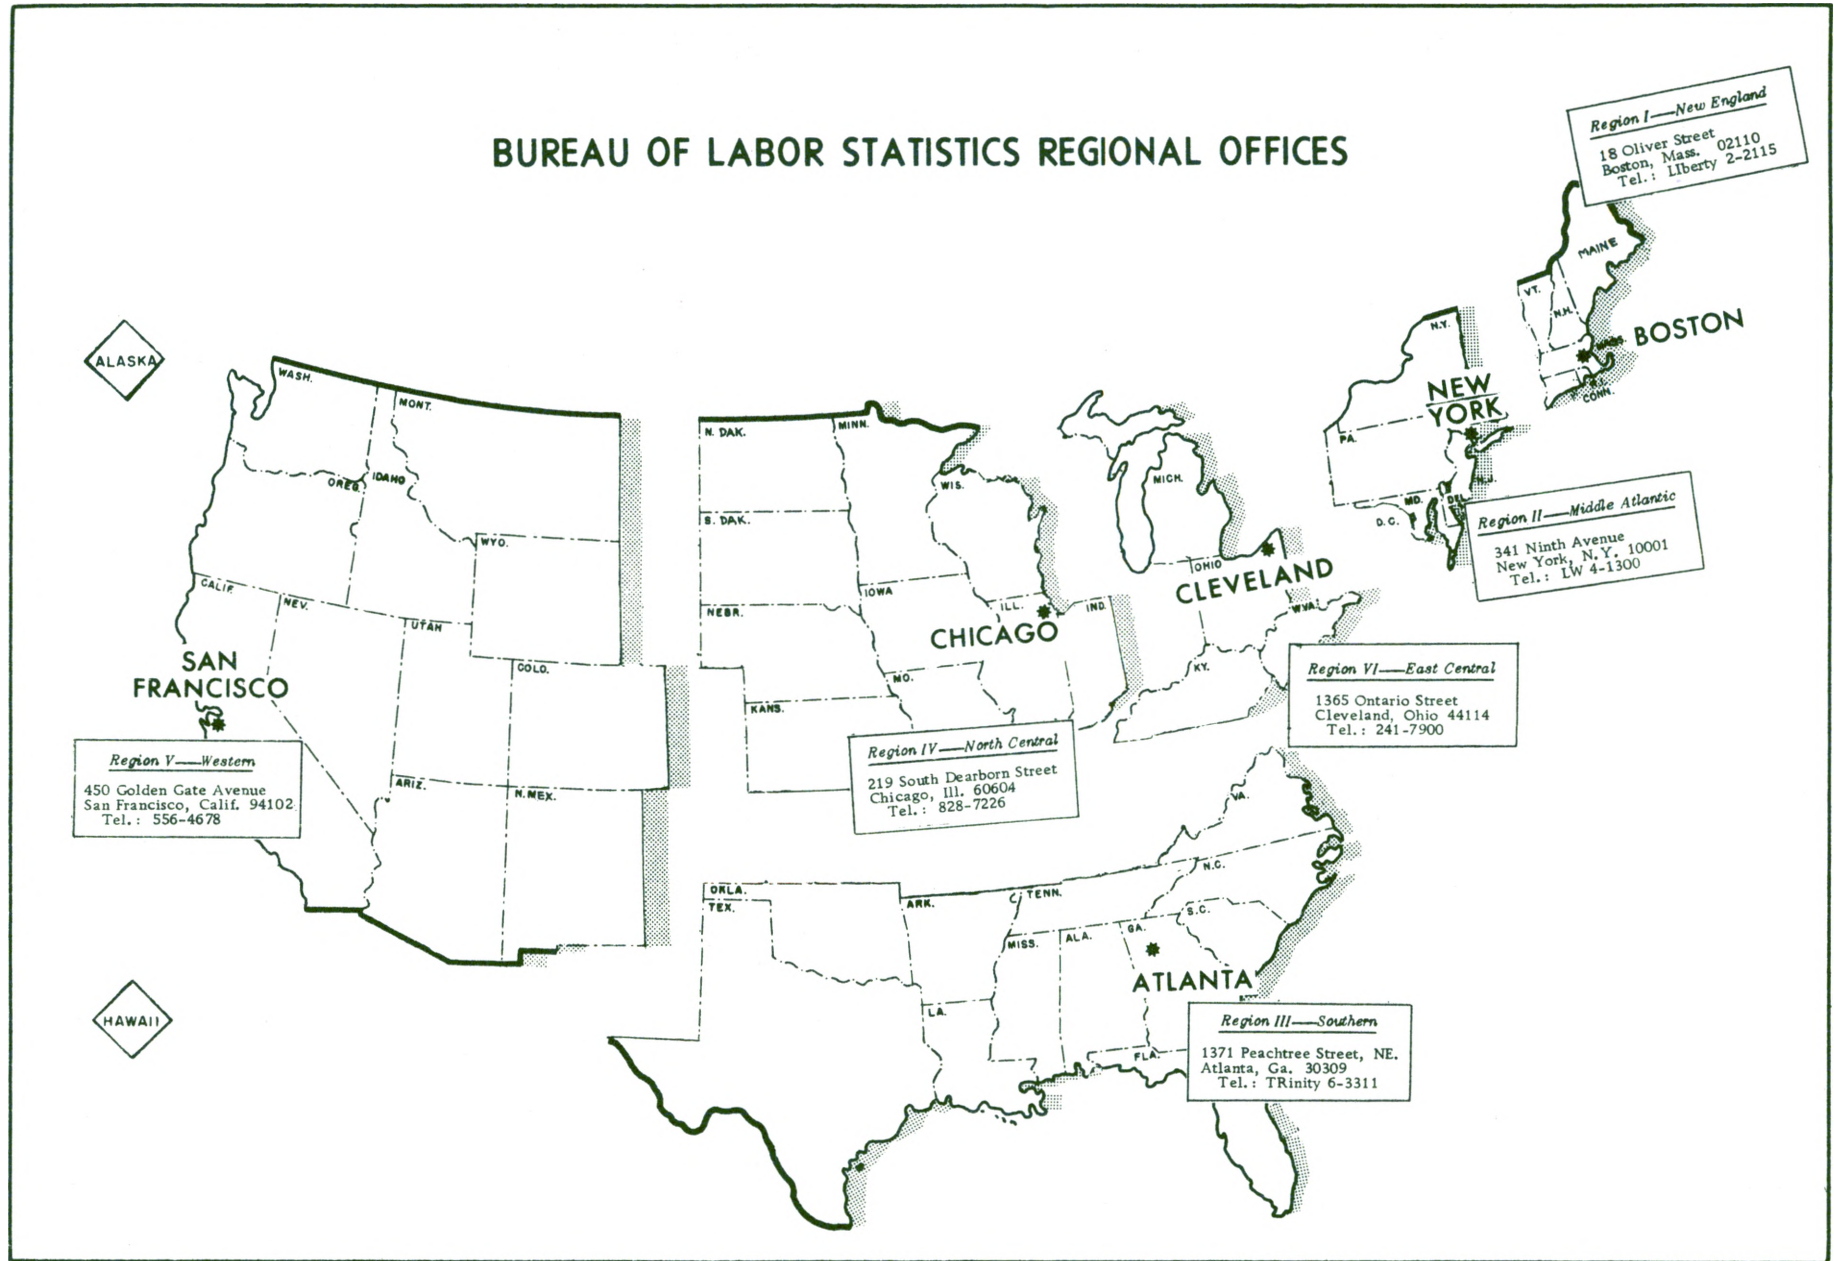 BUREAU OF LABOR STATISTICS REGIONAL OFFICES
Region I—New England
18 Oliver Street
Boston, Mass. 02110
Tel.: LIberty 2-2115
MAINE
VT.
N.H.
MASS.
BOSTON
R.I.
CONN.
N.Y.
NEW
YORK
PA.
N.J.
MD.
DEL.
D.C.
Region II—Middle Atlantic
341 Ninth Avenue
New York, N.Y. 10001
Tel.: LW 4-1300
ALASKA
WASH.
MONT.
OREG.
IDAHO
WYO.
CALIF.
NEV.
UTAH
COLO.
SAN
FRANCISCO
Region V—Western
450 Golden Gate Avenue
San Francisco, Calif. 94102
Tel.: 556-4678
ARIZ.
N.MEX.
HAWAII
N. DAK.
MINN.
S. DAK.
WIS.
NEBR.
IOWA
ILL.
IND.
CHICAGO
MO.
KANS.
Region IV—North Central
219 South Dearborn Street
Chicago, Ill. 60604
Tel.: 828-7226
MICH.
OHIO
CLEVELAND
W.VA.
KY.
Region VI—East Central
1365 Ontario Street
Cleveland, Ohio 44114
Tel.: 241-7900
VA.
N.C.
OKLA.
TEX.
ARK.
TENN.
S.C.
MISS.
ALA.
GA.
ATLANTA
LA.
FLA.
Region III—Southern
1371 Peachtree Street, NE.
Atlanta, Ga. 30309
Tel.: TRinity 6-3311